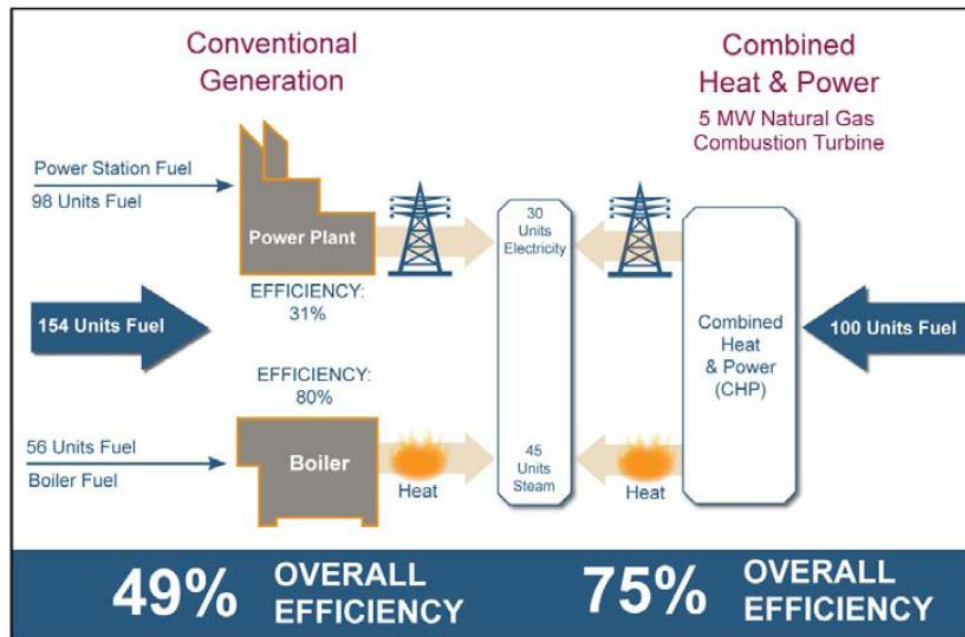 Conventional
Generation
Combined
Heat & Power
5 MW Natural Gas
Combustion Turbine
Power Station Fuel
98 Units Fuel
Power Plant
EFFICIENCY:
31%
30
Units
Electricity
154 Units Fuel
Combined
Heat
& Power
(CHP)
100 Units Fuel
EFFICIENCY:
80%
56 Units Fuel
Boiler Fuel
Boiler
Heat
45
Units
Steam
Heat
49% OVERALL
EFFICIENCY
75% OVERALL
EFFICIENCY